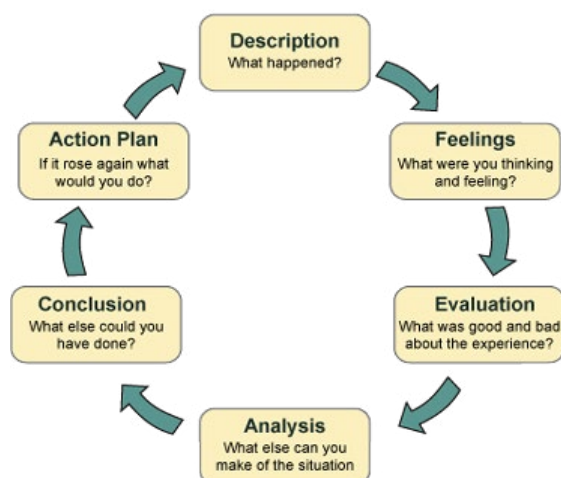 Description
What happened?
Feelings
What were you thinking
and feeling?
Evaluation
What was good and bad
about the experience?
Analysis
What else can you
make of the situation
Conclusion
What else could you
have done?
Action Plan
If it rose again what
would you do?